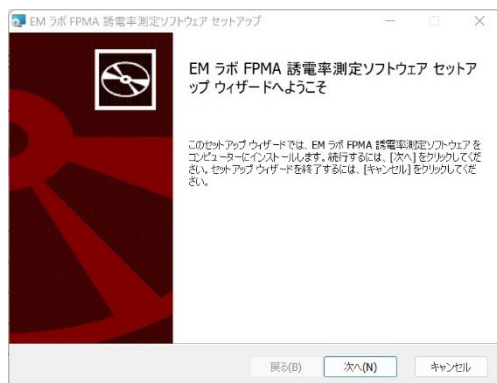 EM ラボ FPMA 誘電率測定ソフトウェア セットアップ
EM ラボ FPMA 誘電率測定ソフトウェア セットア
ップ ウィザードへようこそ
このセットアップ ウィザードでは、EM ラボ FPMA 誘電率測定ソフトウェア を
コンピューターにインストールします。続行するには、[次へ] をクリックしてくだ
さい。セットアップ ウィザードを終了するには、[キャンセル] をクリックしてくだ
さい。
戻る(B) 次へ(N) キャンセル